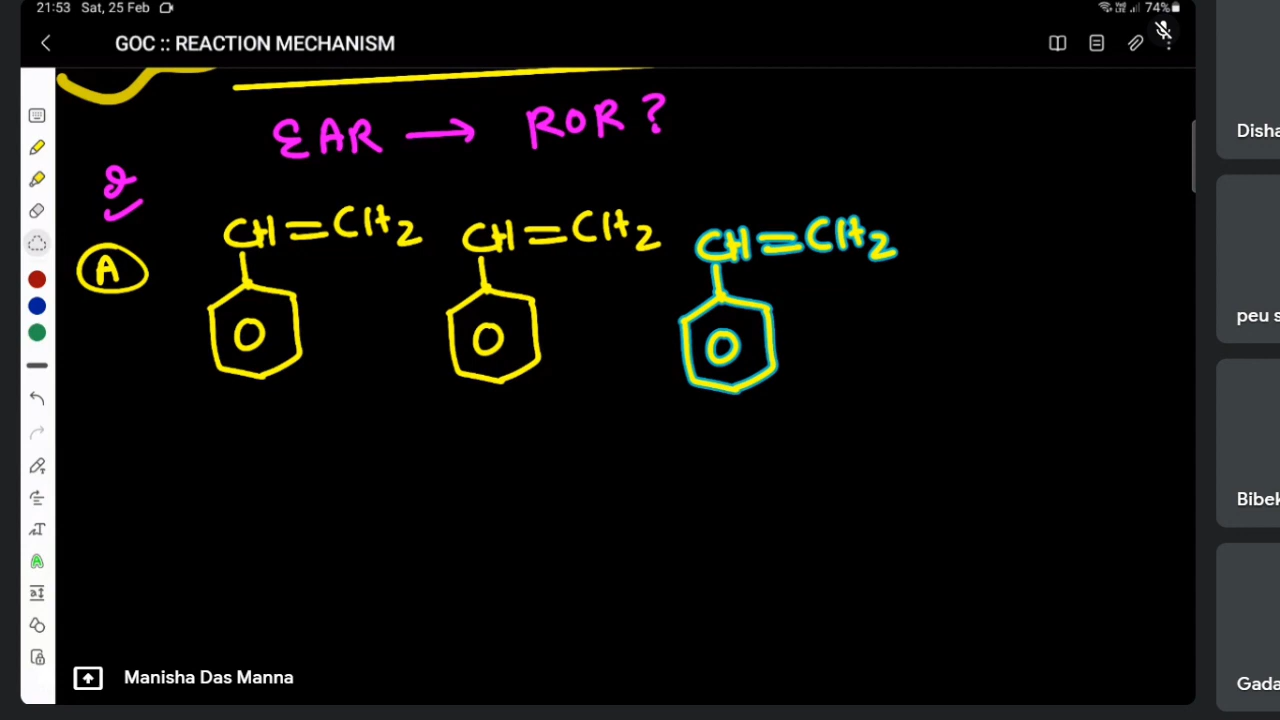 21:53 Sat, 25 Feb 74%
GOC :: REACTION MECHANISM
EAR → ROR ?
Q
A CH=CH2 CH=CH2 CH=CH2
Manisha Das Manna
Disha
peu s
Bibek
Gada